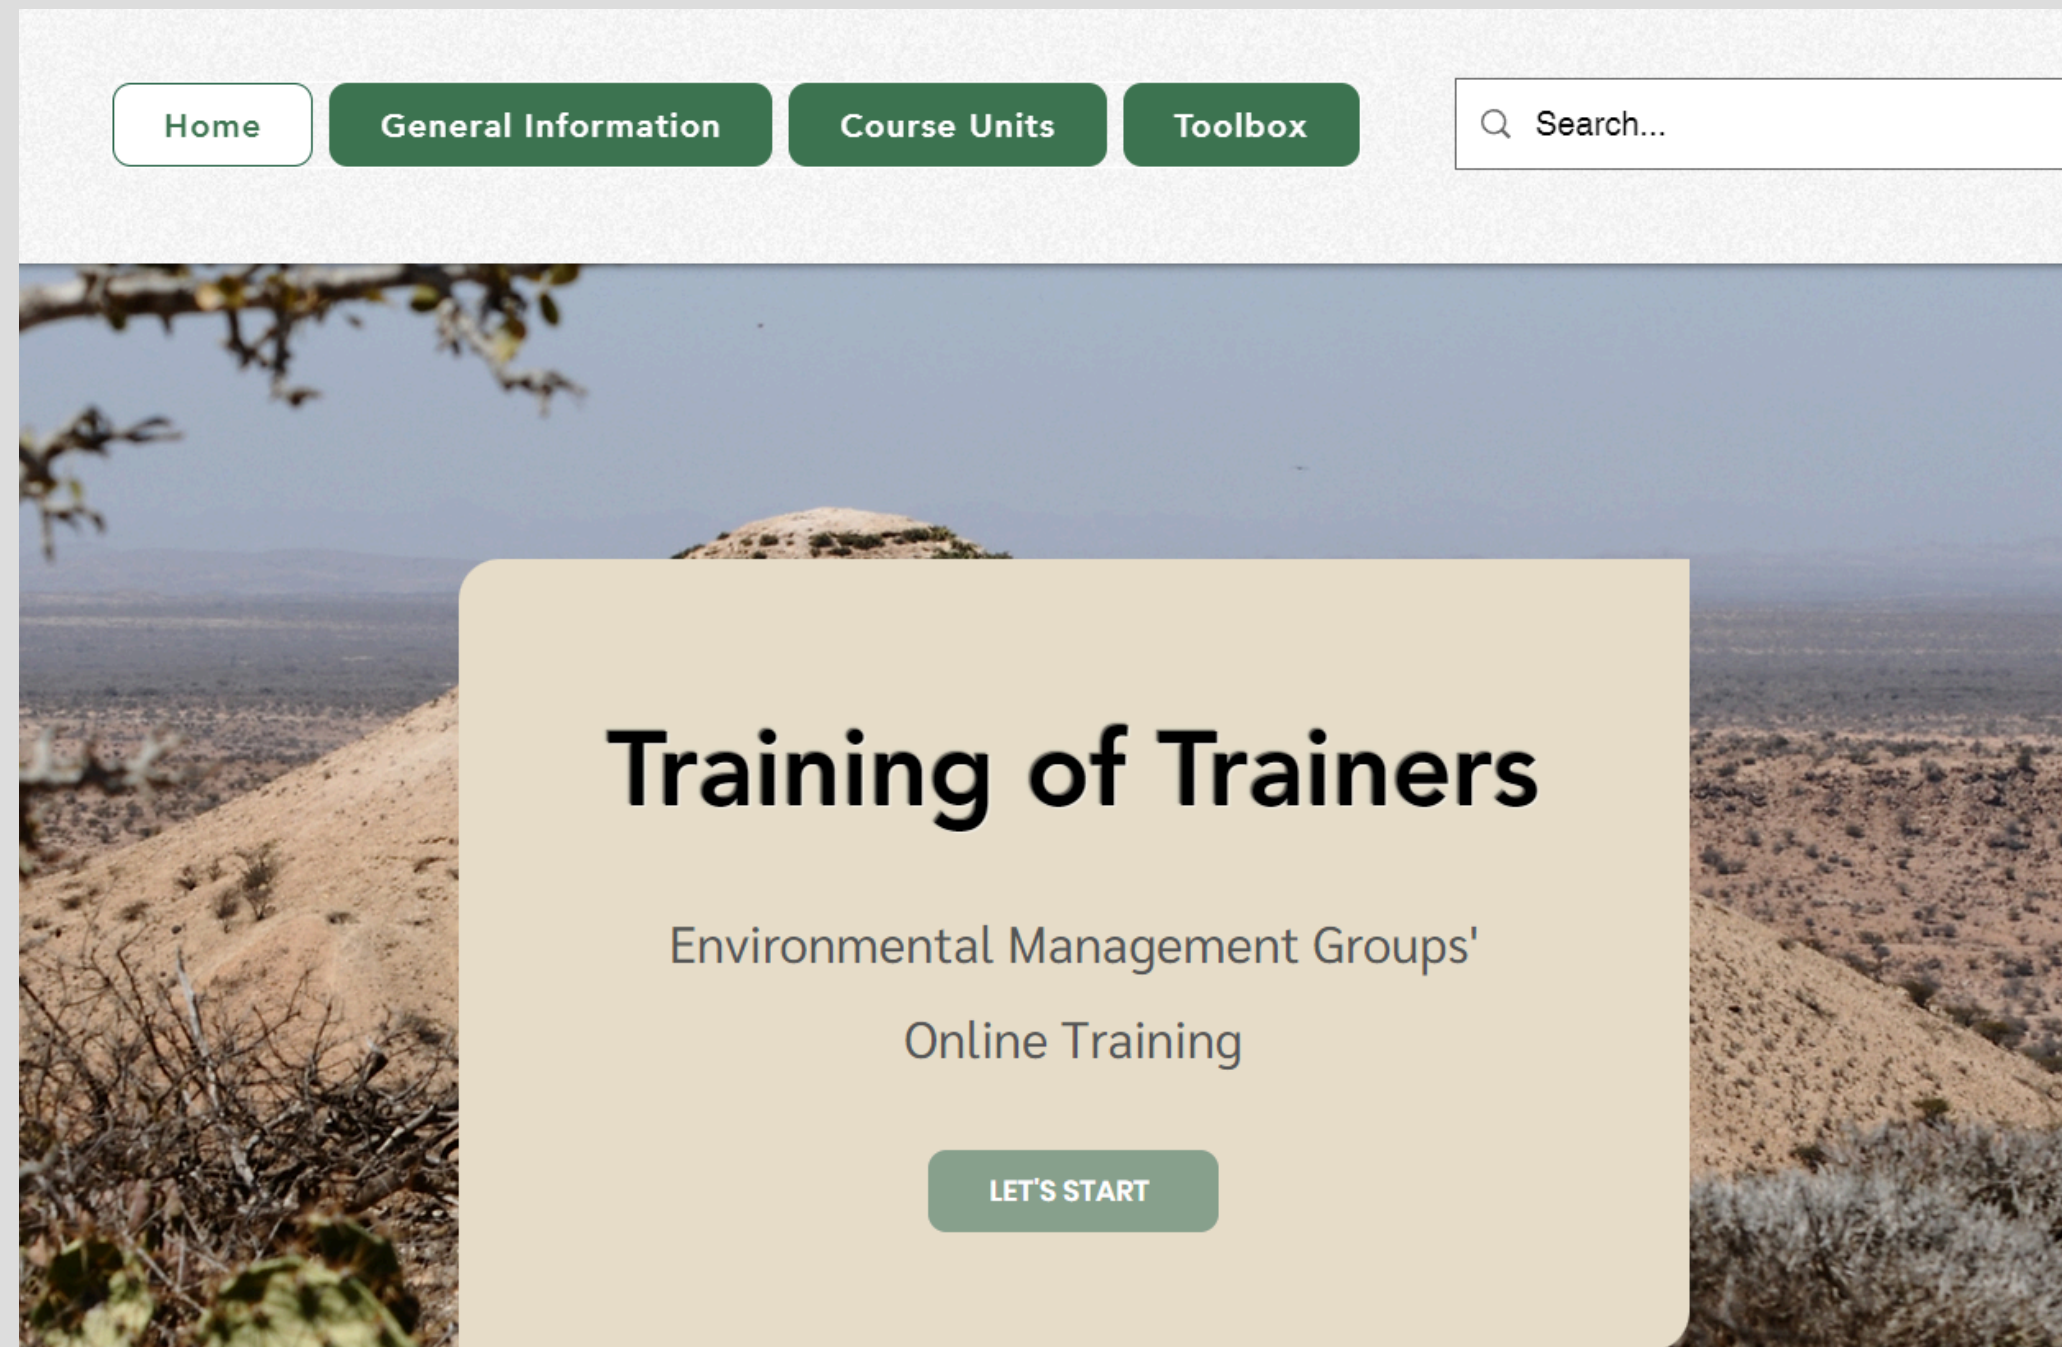 Home
General Information
Course Units
Toolbox
Search...
Training of Trainers
Environmental Management Groups'
Online Training
LET'S START